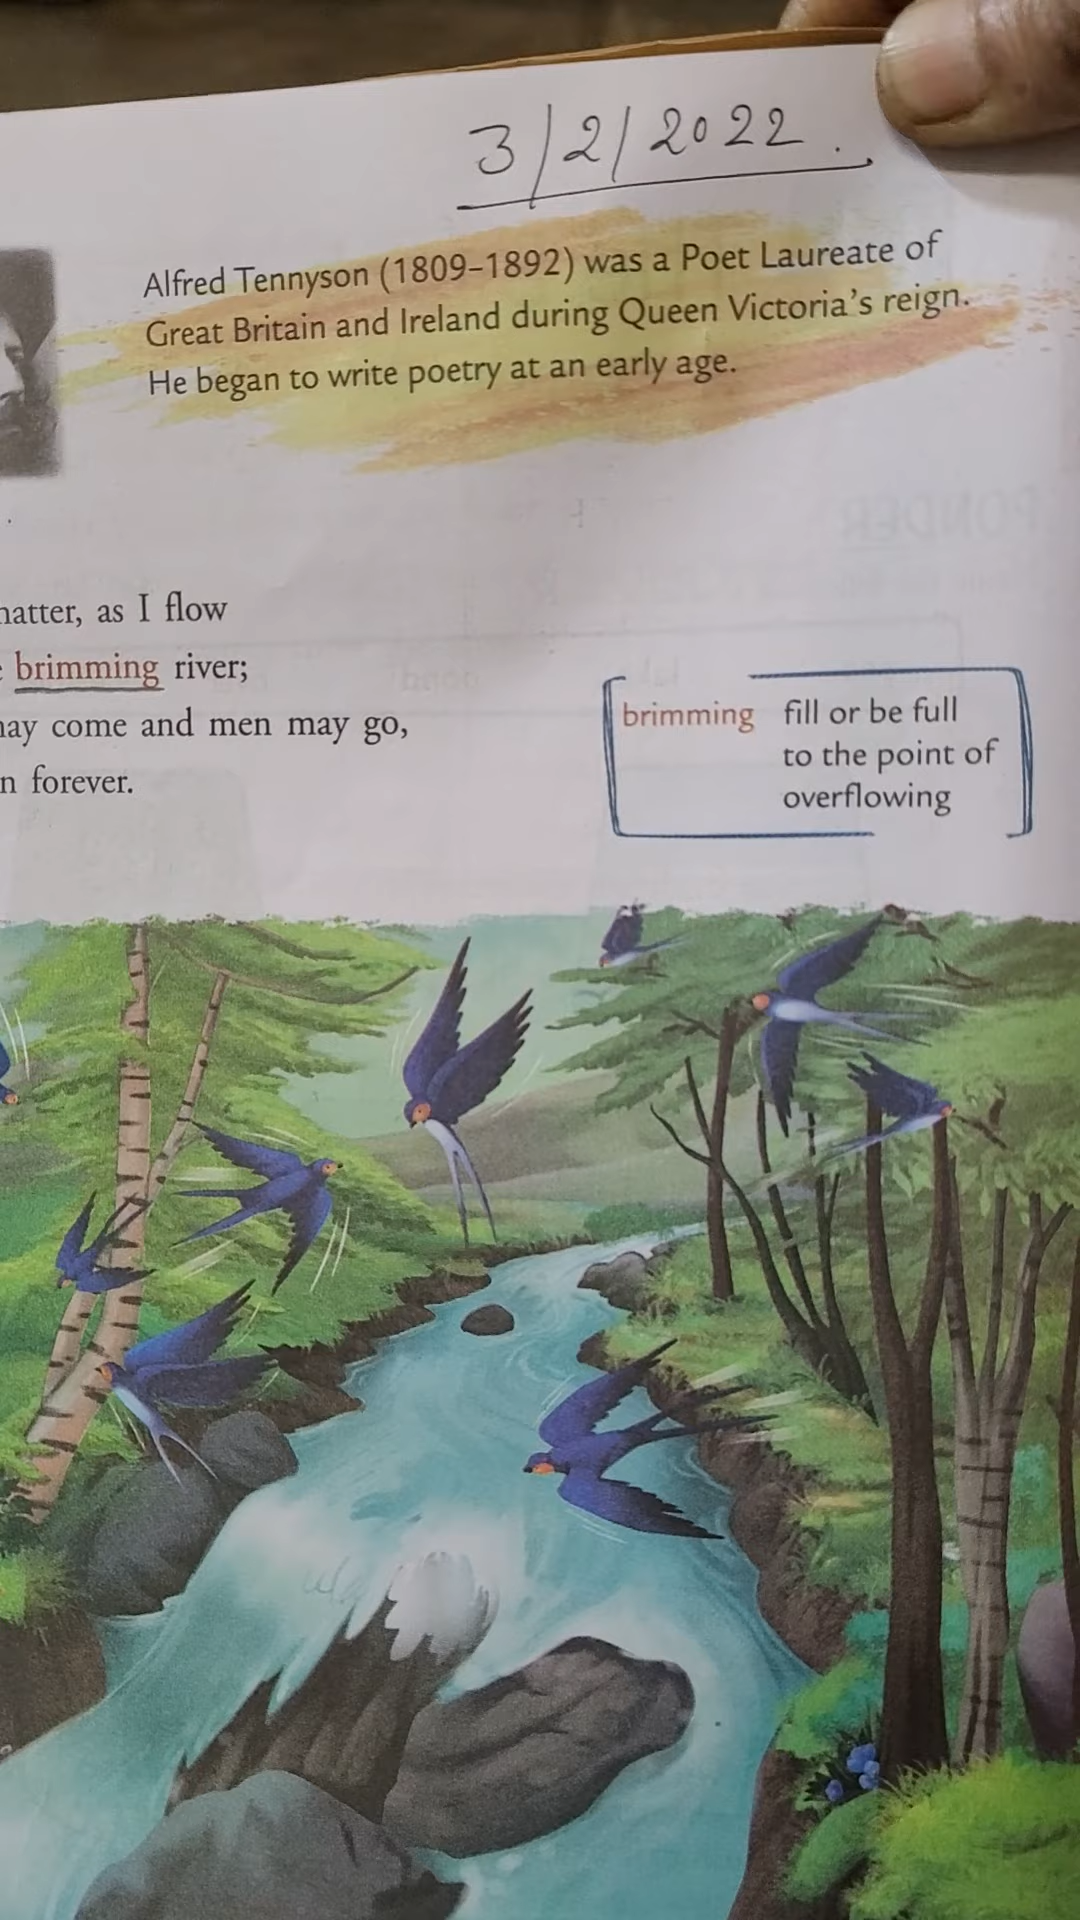 3/2/2022.
Alfred Tennyson (1809–1892) was a Poet Laureate of
Great Britain and Ireland during Queen Victoria's reign.
He began to write poetry at an early age.
hatter, as I flow
brimming river;
ay come and men may go,
n forever.
brimming fill or be full
to the point of
overflowing